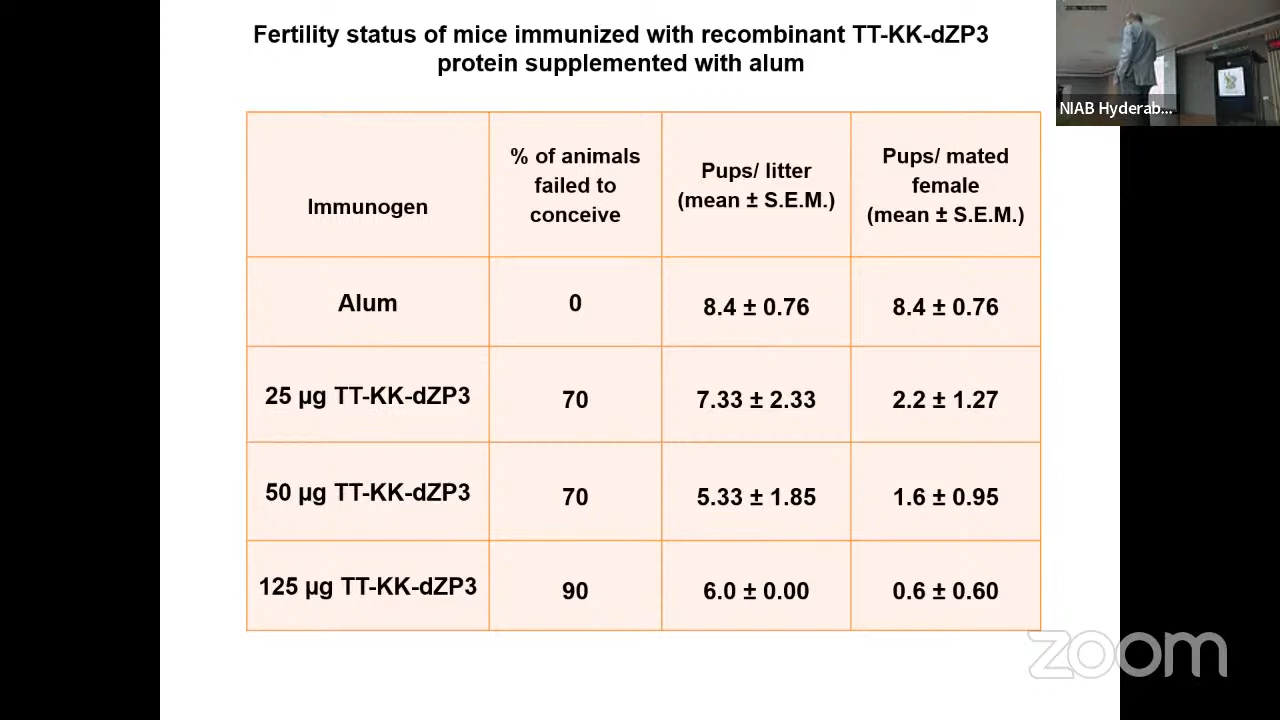 Fertility status of mice immunized with recombinant TT-KK-dZP3
protein supplemented with alum
NIAB Hyderab...
Immunogen
% of animals
failed to
conceive
Pups/ litter
(mean ± S.E.M.)
Pups/ mated
female
(mean ± S.E.M.)
Alum
0
8.4 ± 0.76
8.4 ± 0.76
25 µg TT-KK-dZP3
70
7.33 ± 2.33
2.2 ± 1.27
50 µg TT-KK-dZP3
70
5.33 ± 1.85
1.6 ± 0.95
125 µg TT-KK-dZP3
90
6.0 ± 0.00
0.6 ± 0.60
zoom